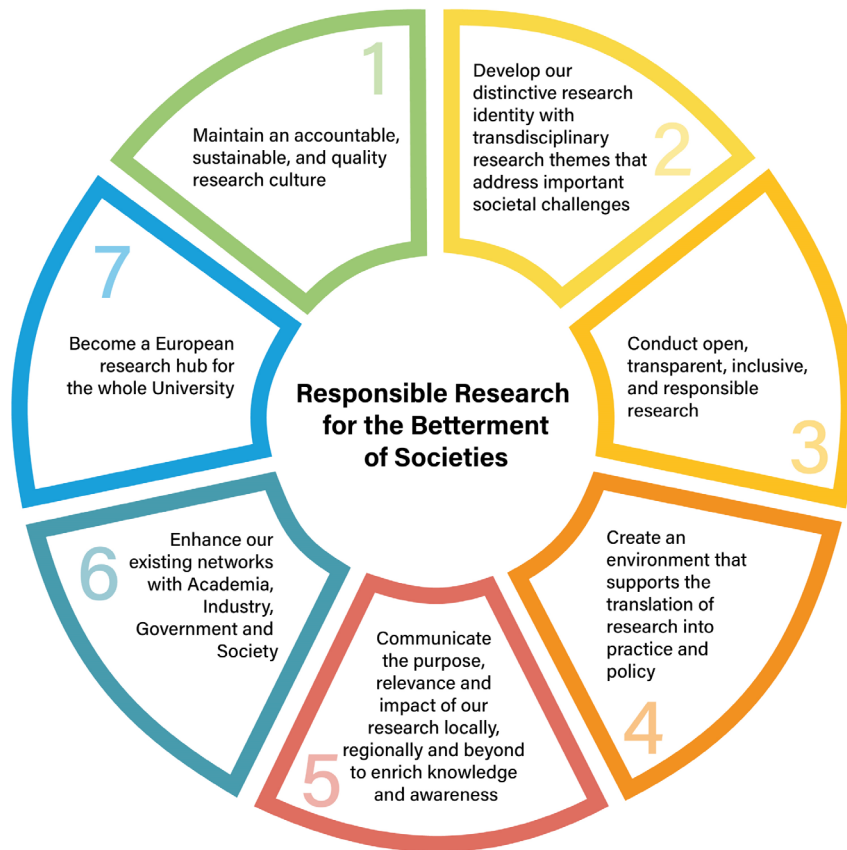 1
Maintain an accountable,
sustainable, and quality
research culture
2
Develop our
distinctive research
identity with
transdisciplinary
research themes that
address important
societal challenges
3
Conduct open,
transparent, inclusive,
and responsible
research
4
Create an
environment that
supports the
translation of
research into
practice and
policy
5
Communicate
the purpose,
relevance and
impact of our
research locally,
regionally and beyond
to enrich knowledge
and awareness
6
Enhance our
existing networks
with Academia,
Industry,
Government and
Society
7
Become a European
research hub for
the whole University
Responsible Research
for the Betterment
of Societies